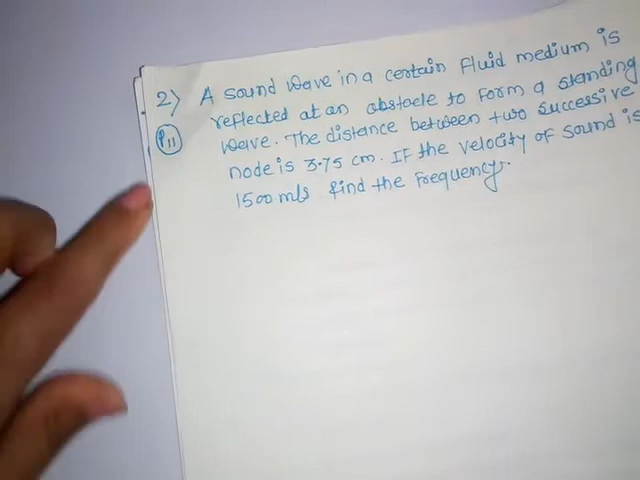 2) A sound wave in a certain fluid medium is
reflected at an obstacle to form a standing
P11 wave. The distance between two successive
node is 3.75 cm. If the velocity of sound is
1500 m/s find the frequency.